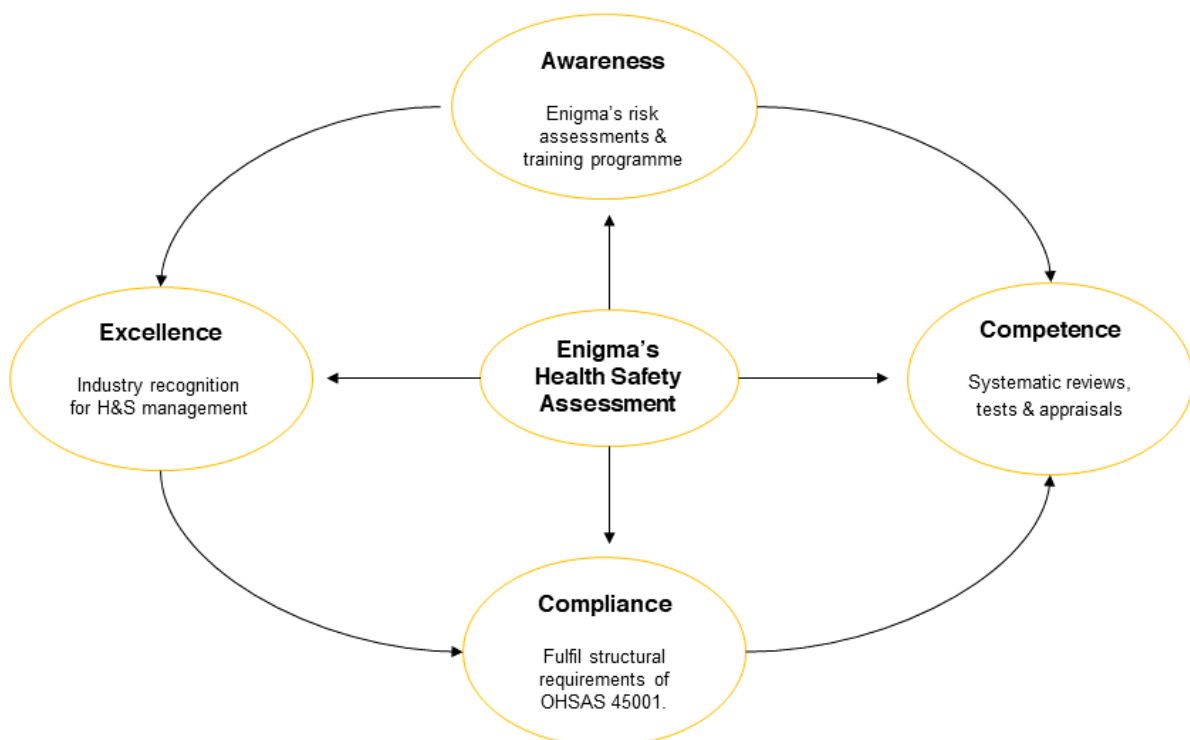 Awareness
Enigma's risk
assessments &
training programme
Excellence
Industry recognition
for H&S management
Enigma's
Health Safety
Assessment
Competence
Systematic reviews,
tests & appraisals
Compliance
Fulfil structural
requirements of
OHSAS 45001.